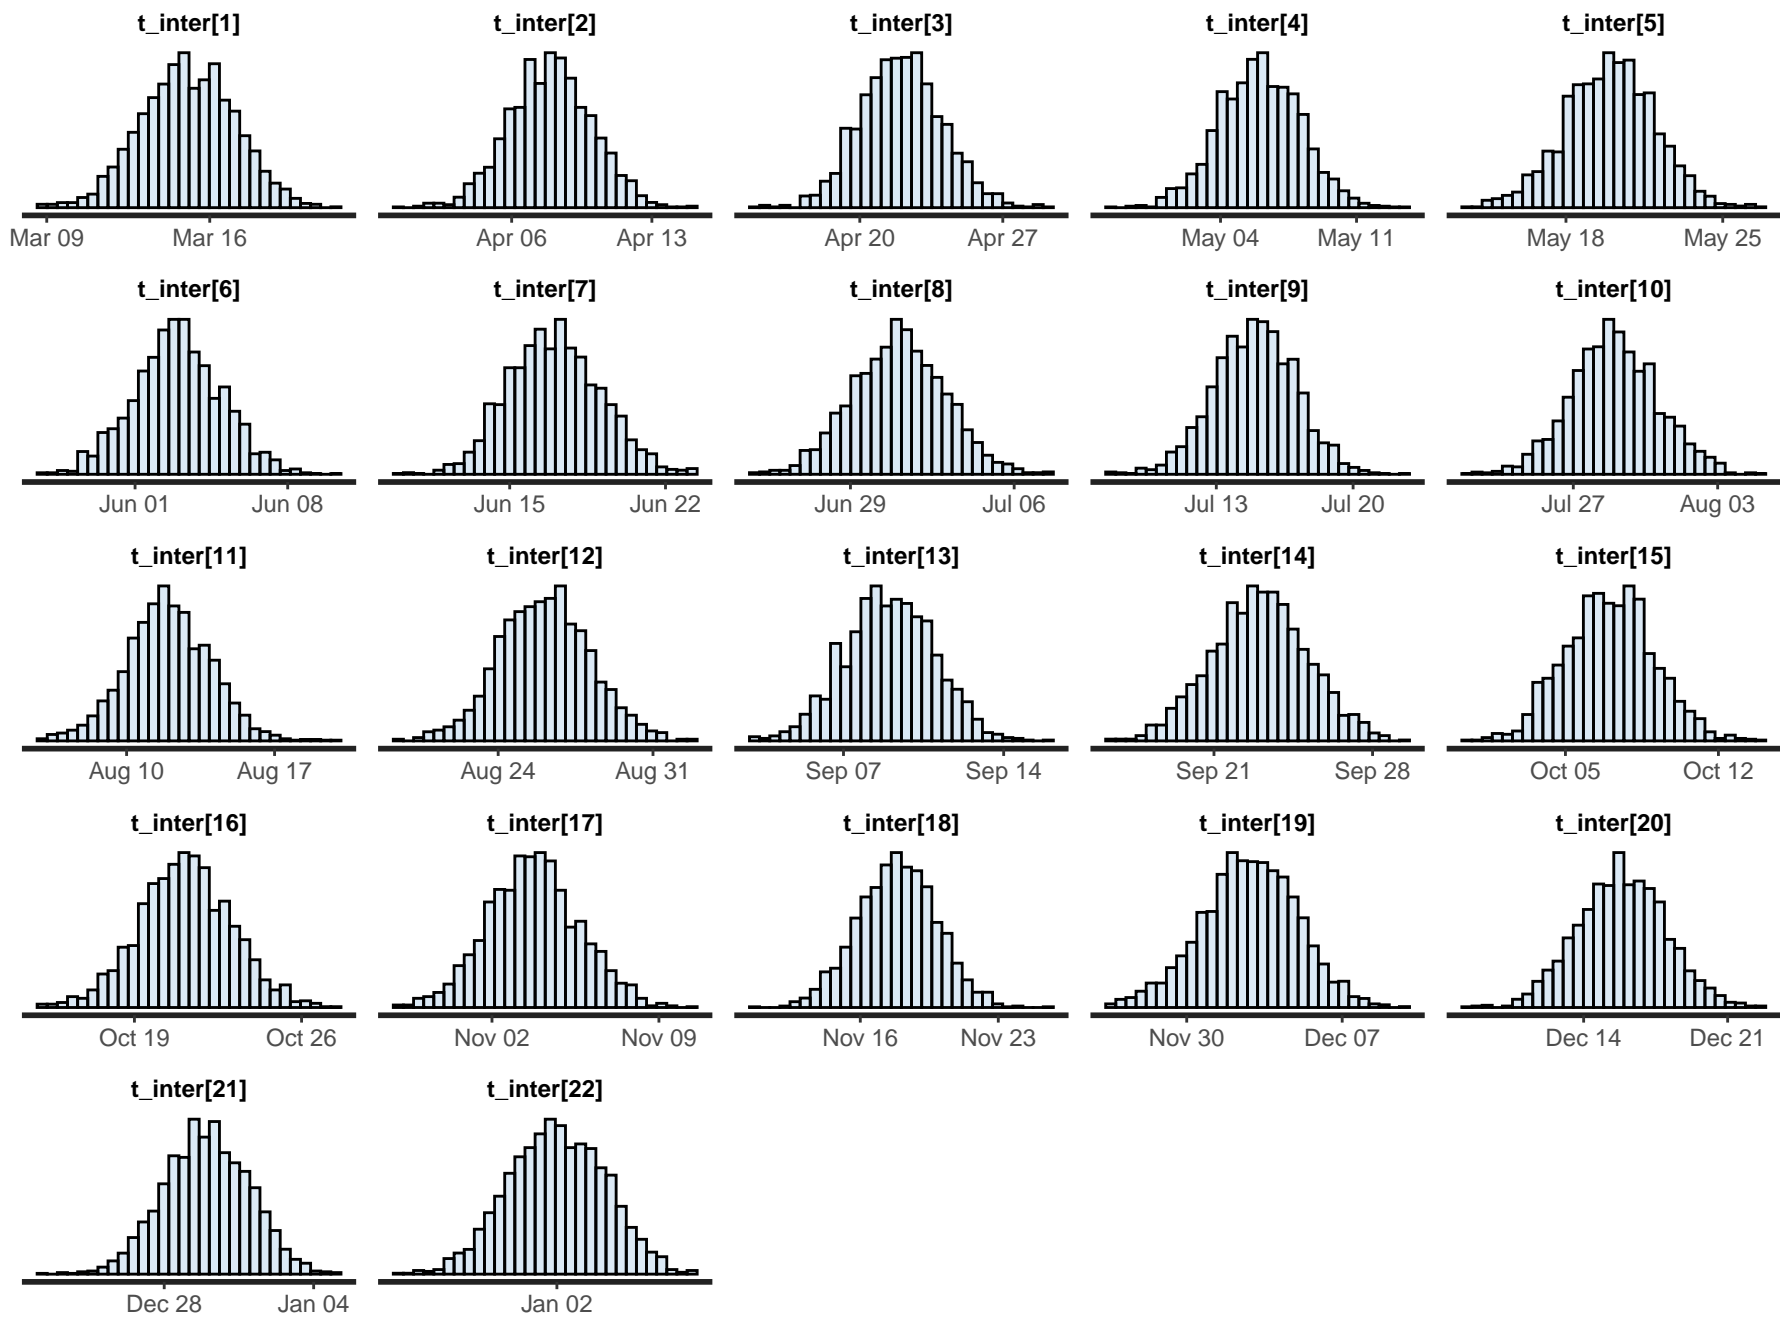 t_inter[1] t_inter[2] t_inter[3] t_inter[4] t_inter[5]
Mar 09 Mar 16 Apr 06 Apr 13 Apr 20 Apr 27 May 04 May 11 May 18 May 25
t_inter[6] t_inter[7] t_inter[8] t_inter[9] t_inter[10]
Jun 01 Jun 08 Jun 15 Jun 22 Jun 29 Jul 06 Jul 13 Jul 20 Jul 27 Aug 03
t_inter[11] t_inter[12] t_inter[13] t_inter[14] t_inter[15]
Aug 10 Aug 17 Aug 24 Aug 31 Sep 07 Sep 14 Sep 21 Sep 28 Oct 05 Oct 12
t_inter[16] t_inter[17] t_inter[18] t_inter[19] t_inter[20]
Oct 19 Oct 26 Nov 02 Nov 09 Nov 16 Nov 23 Nov 30 Dec 07 Dec 14 Dec 21
t_inter[21] t_inter[22]
Dec 28 Jan 04 Jan 02